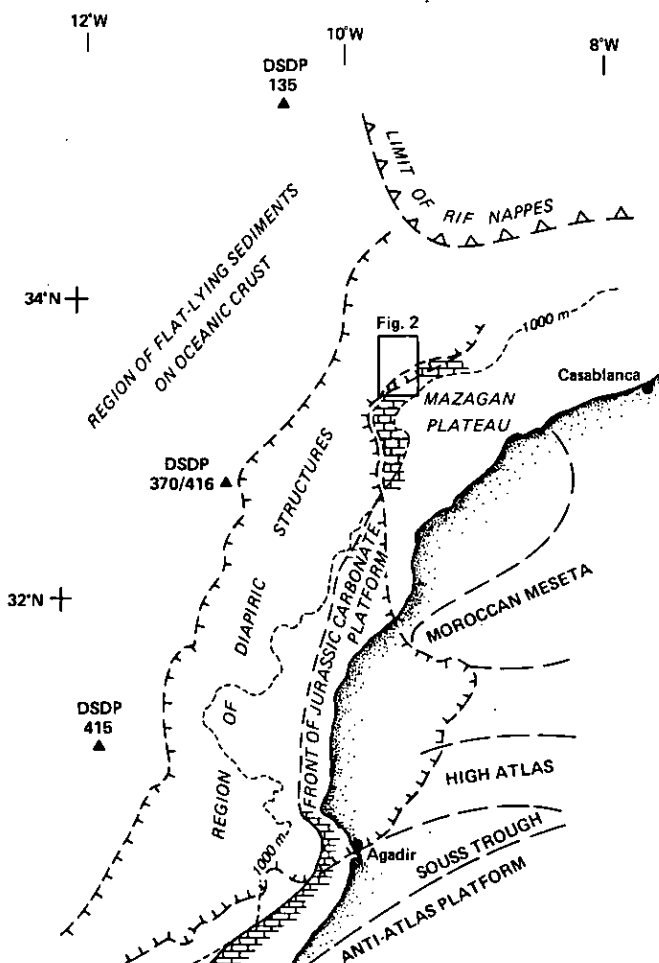 12°W
10°W
8°W
DSDP
135
LIMIT OF RIF NAPPES
REGION OF FLAT-LYING SEDIMENTS
ON OCEANIC CRUST
34°N
Fig. 2
1000 m
Casablanca
MAZAGAN
PLATEAU
DSDP
370/416
REGION OF DIAPIRIC STRUCTURES
FRONT OF JURASSIC CARBONATE
PLATFORM
32°N
MOROCCAN MESETA
DSDP
415
HIGH ATLAS
1000 m
Agadir
SOUSS TROUGH
ANTI-ATLAS PLATFORM